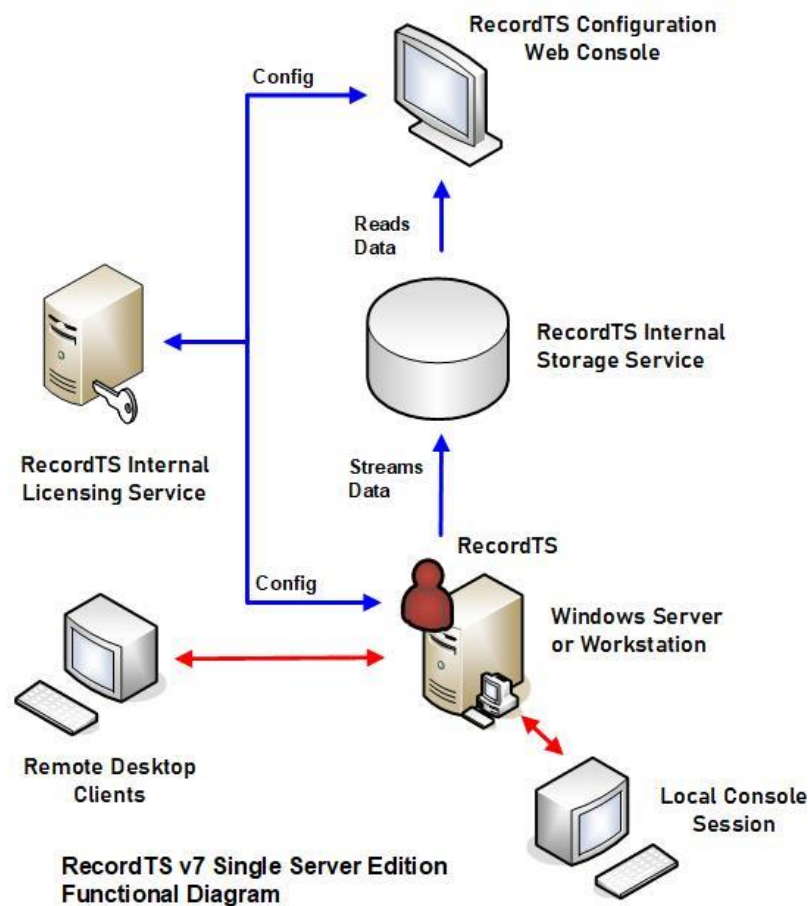 RecordTS Configuration
Web Console
Config
Reads
Data
RecordTS Internal
Storage Service
RecordTS Internal
Licensing Service
Streams
Data
RecordTS
Config
Windows Server
or Workstation
Remote Desktop
Clients
Local Console
Session
RecordTS v7 Single Server Edition
Functional Diagram